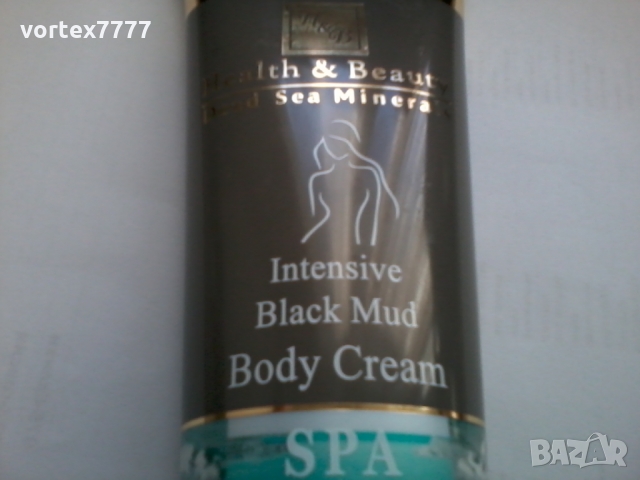 vortex7777
H&B
Health & Beauty
Dead Sea Minerals
Intensive
Black Mud
Body Cream
SPA
BAZAR